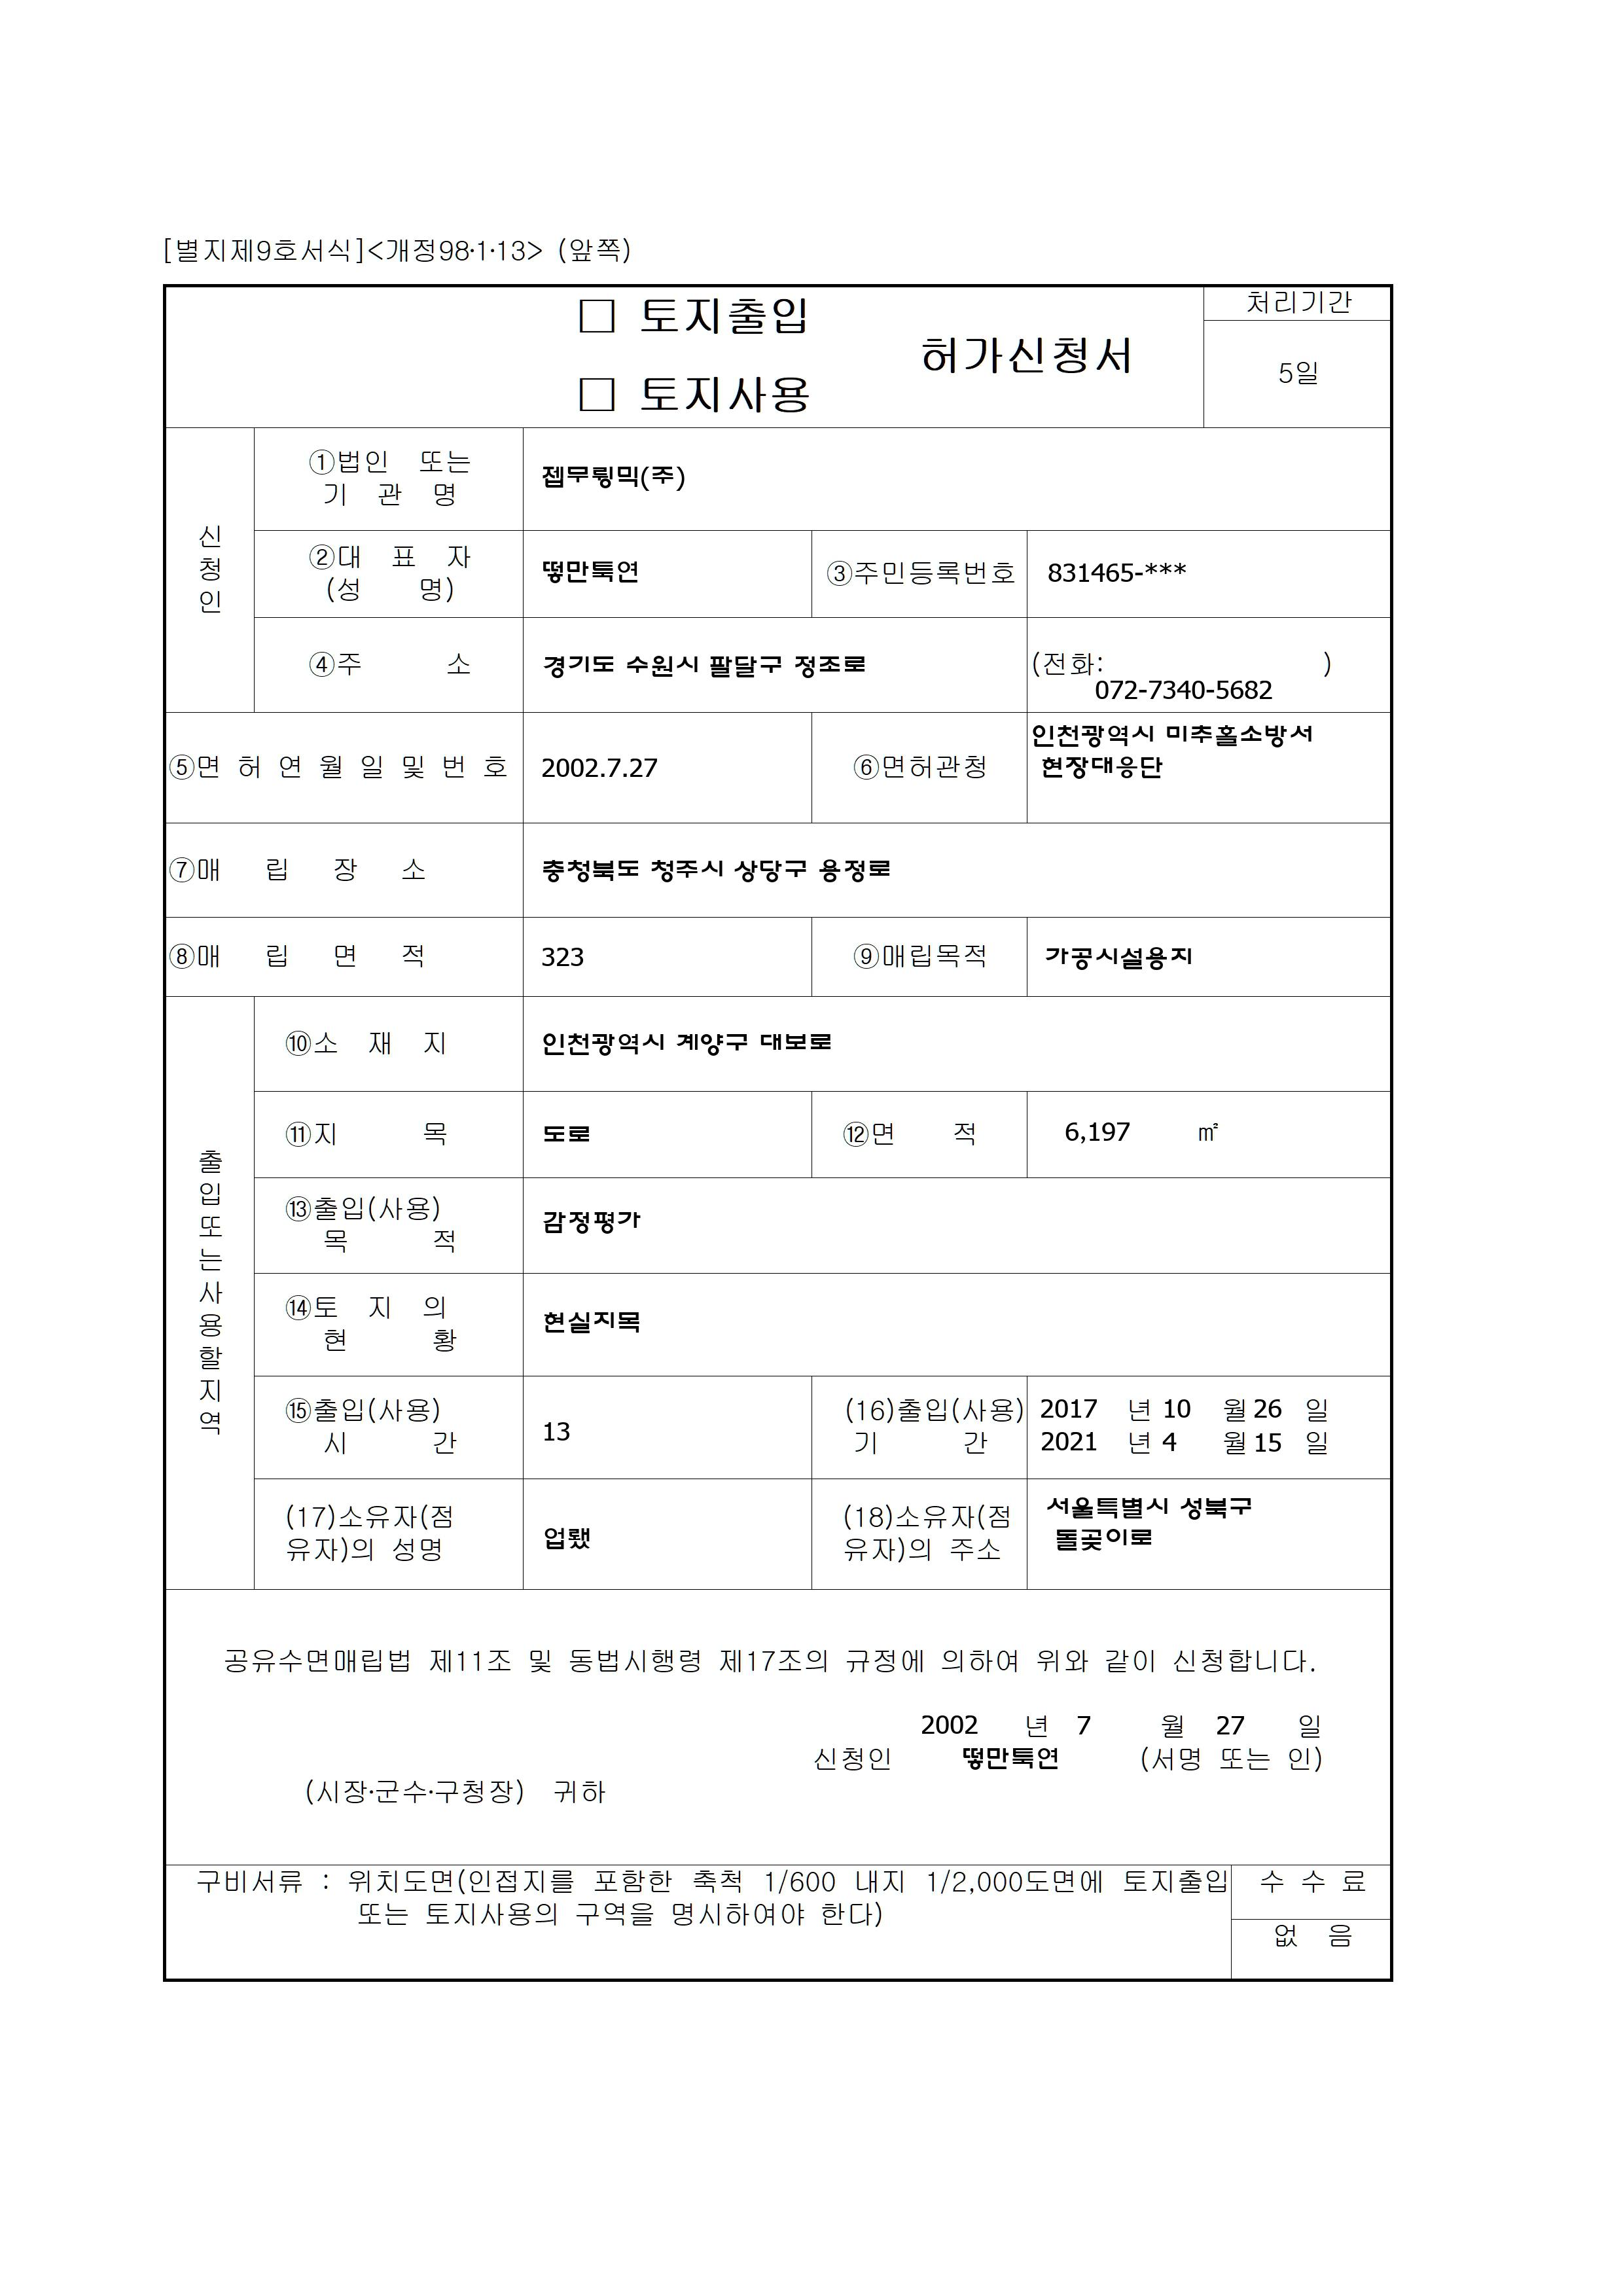 [별지제9호서식]<개정98·1·13> (앞쪽)
□ 토지출입
□ 토지사용
허가신청서
처리기간
5일
신청인
①법인 또는
기 관 명
젭무륑믹(주)
②대 표 자
(성 명)
떻만툭연
③주민등록번호
831465-***
④주 소
경기도 수원시 팔달구 정조로
(전화: )
072-7340-5682
⑤면 허 연 월 일 및 번 호
2002.7.27
⑥면허관청
인천광역시 미추홀소방서
현장대응단
⑦매 립 장 소
충청북도 청주시 상당구 용정로
⑧매 립 면 적
323
⑨매립목적
가공시설용지
출입또는사용할지역
⑩소 재 지
인천광역시 계양구 대보로
⑪지 목
도로
⑫면 적
6,197 ㎡
⑬출입(사용)
목 적
감정평가
⑭토 지 의
현 황
현실지목
⑮출입(사용)
시 간
13
(16)출입(사용)
기 간
2017 년 10 월 26 일
2021 년 4 월 15 일
(17)소유자(점
유자)의 성명
업뢨
(18)소유자(점
유자)의 주소
서울특별시 성북구
돌곶이로
공유수면매립법 제11조 및 동법시행령 제17조의 규정에 의하여 위와 같이 신청합니다.
2002 년 7 월 27 일
신청인 떻만툭연 (서명 또는 인)
(시장·군수·구청장) 귀하
구비서류 : 위치도면(인접지를 포함한 축척 1/600 내지 1/2,000도면에 토지출입
또는 토지사용의 구역을 명시하여야 한다)
수 수 료
없 음